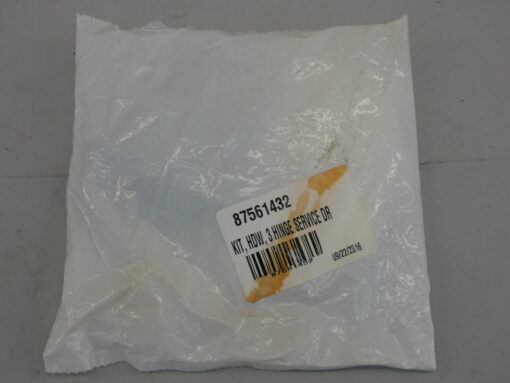 87561432
KIT, HDW, 3 HINGE SERVICE DR
09/22/2016